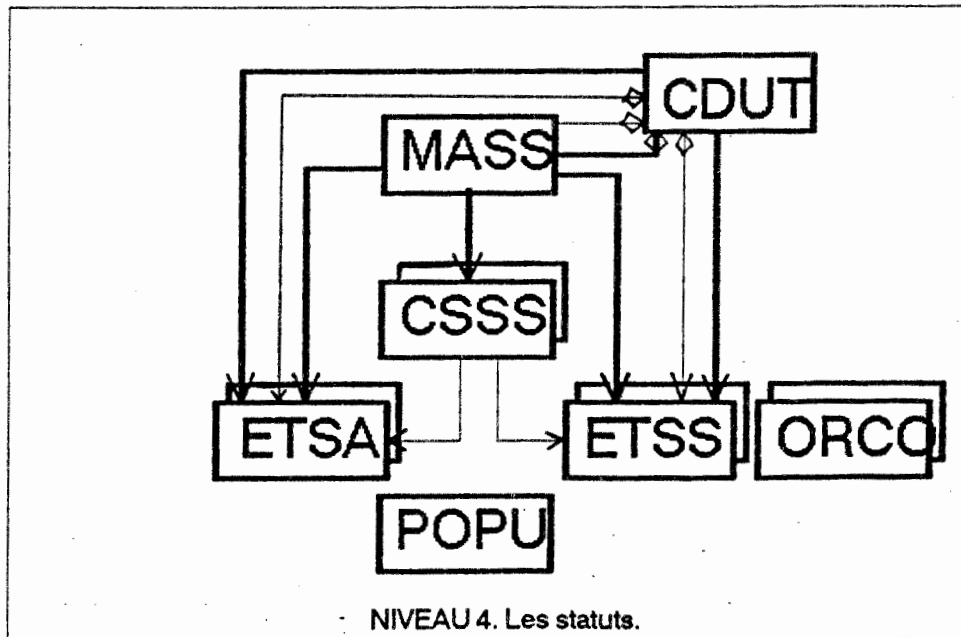 CDUT
MASS
CSSS
ETSA
ETSS
ORCO
POPU
NIVEAU 4. Les statuts.